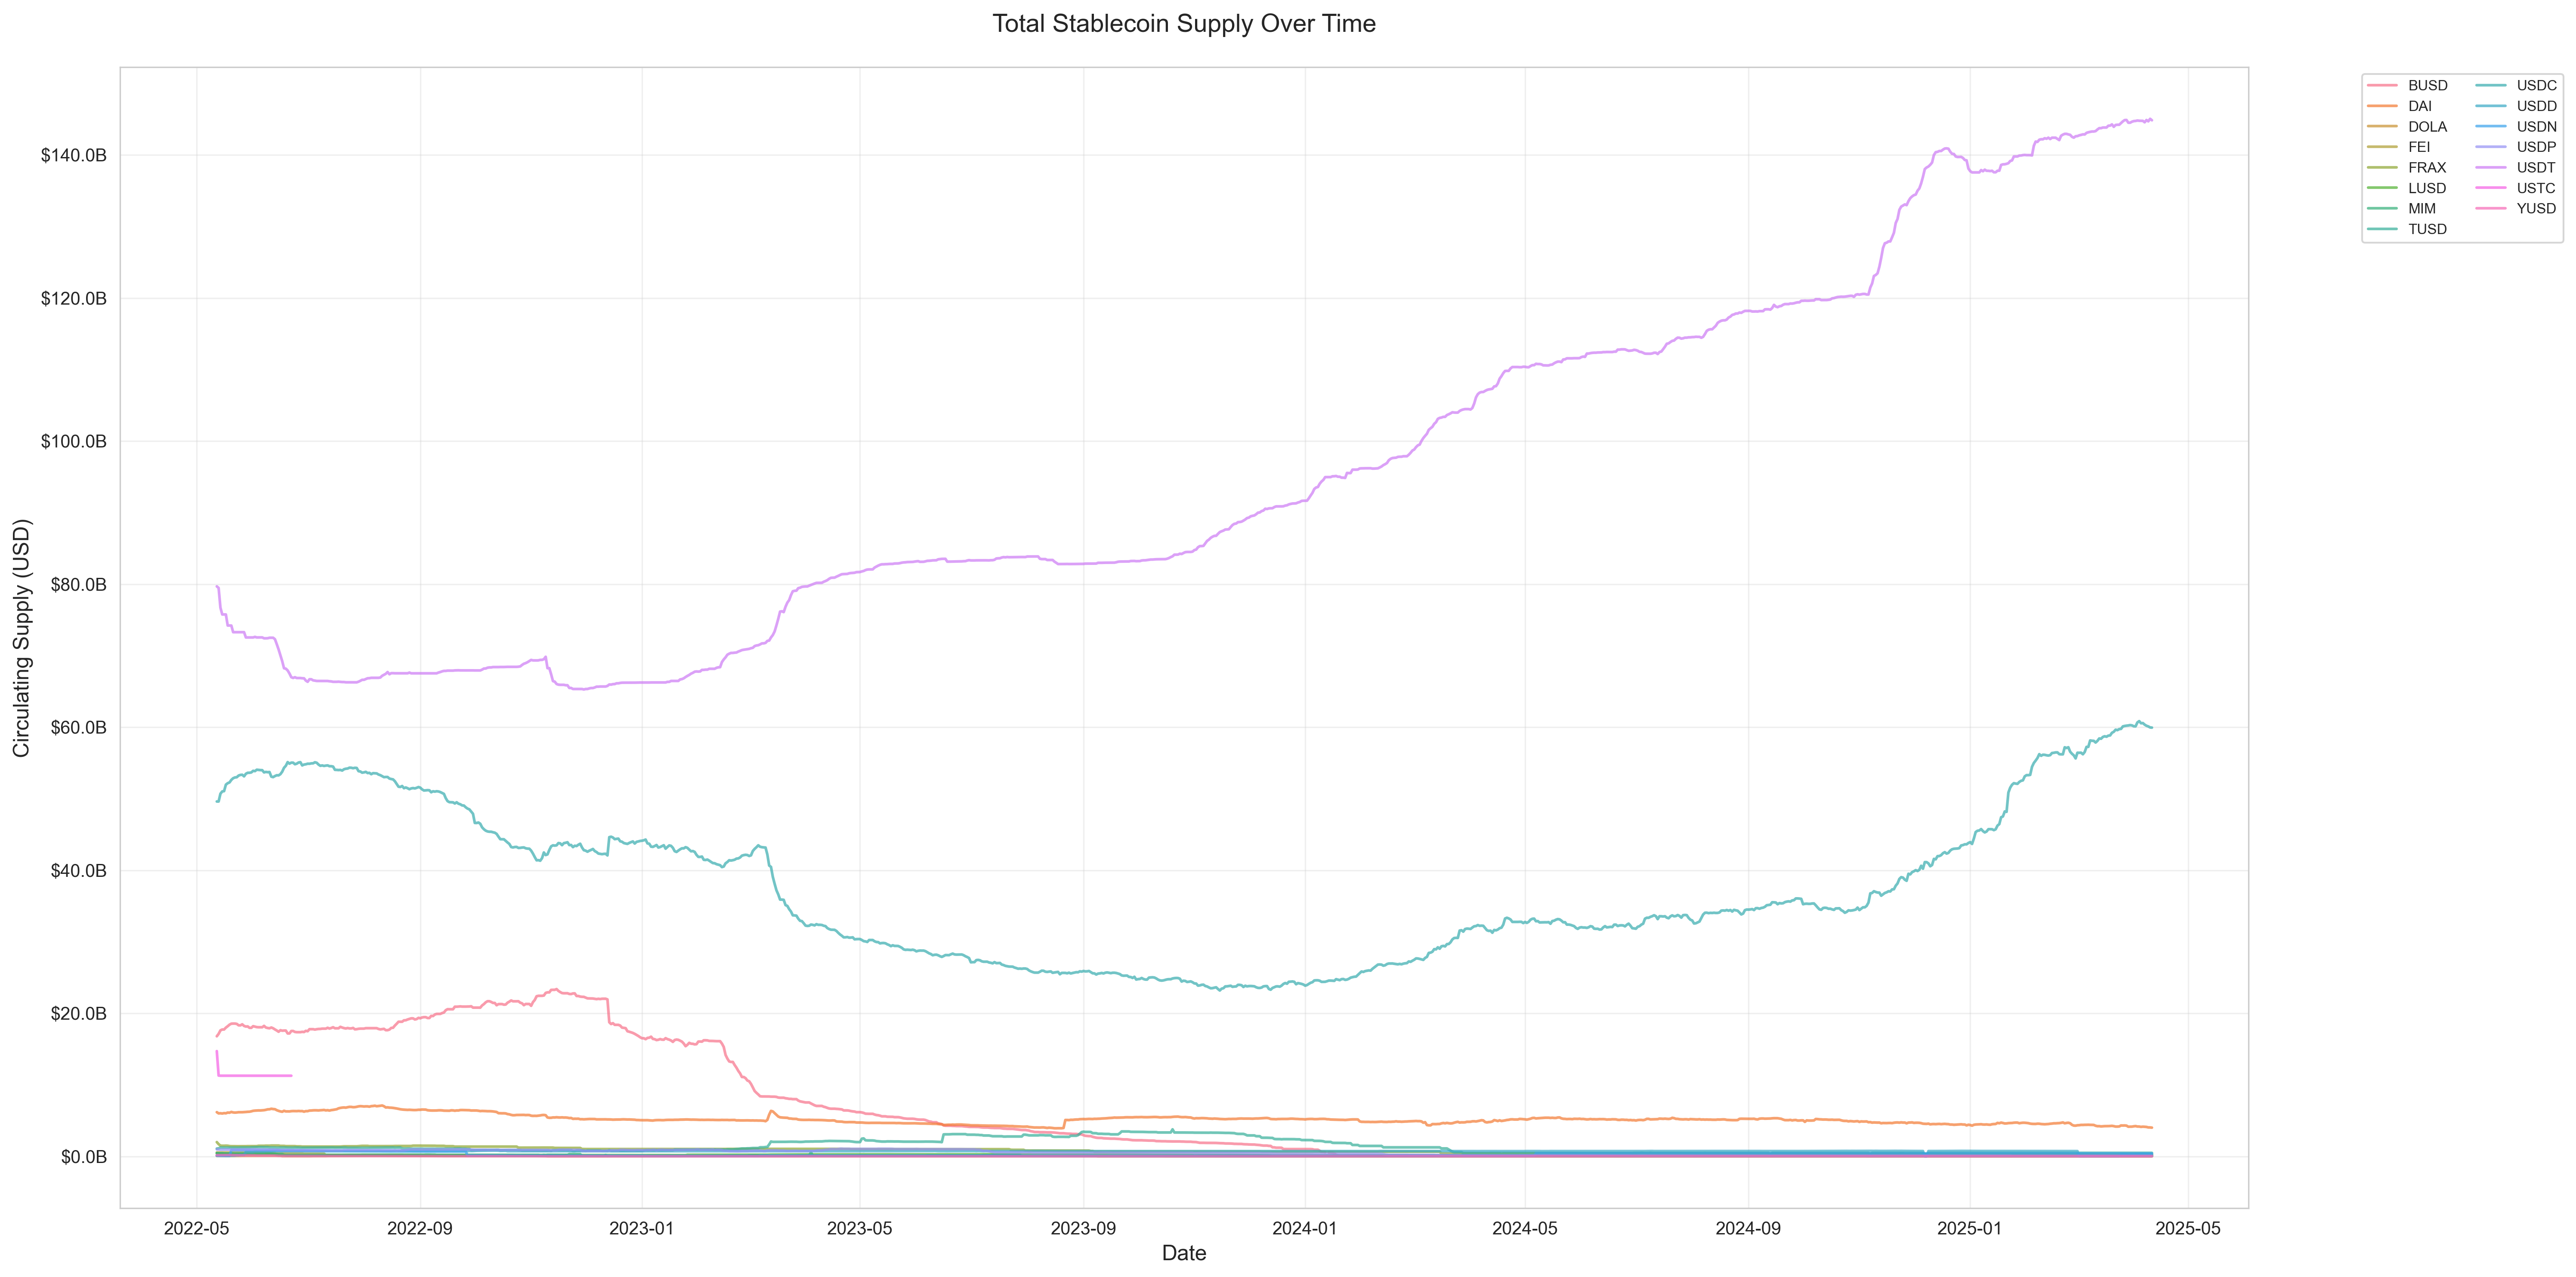 Total Stablecoin Supply Over Time
BUSD
DAI
DOLA
FEI
FRAX
LUSD
MIM
TUSD
USDC
USDD
USDN
USDP
USDT
USTC
YUSD
Circulating Supply (USD)
$140.0B
$120.0B
$100.0B
$80.0B
$60.0B
$40.0B
$20.0B
$0.0B
2022-05
2022-09
2023-01
2023-05
2023-09
2024-01
2024-05
2024-09
2025-01
2025-05
Date